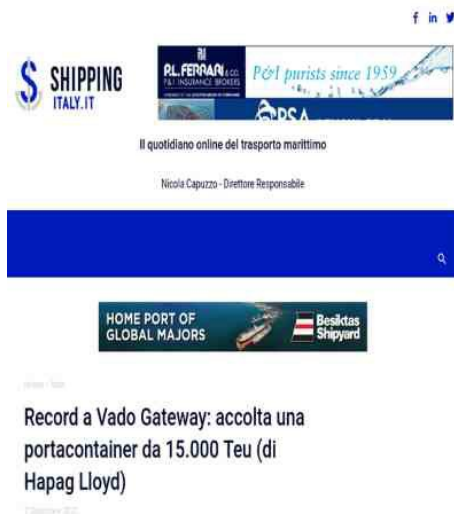 f in
SHIPPING
ITALY.IT
P.L. FERRARI & CO.
P&I INSURANCE BROKERS
P&I purists since 1959
Il quotidiano online del trasporto marittimo
Nicola Capuzzo - Direttore Responsabile
HOME PORT OF
GLOBAL MAJORS
Besiktas
Shipyard
Record a Vado Gateway: accolta una
portacontainer da 15.000 Teu (di
Hapag Lloyd)